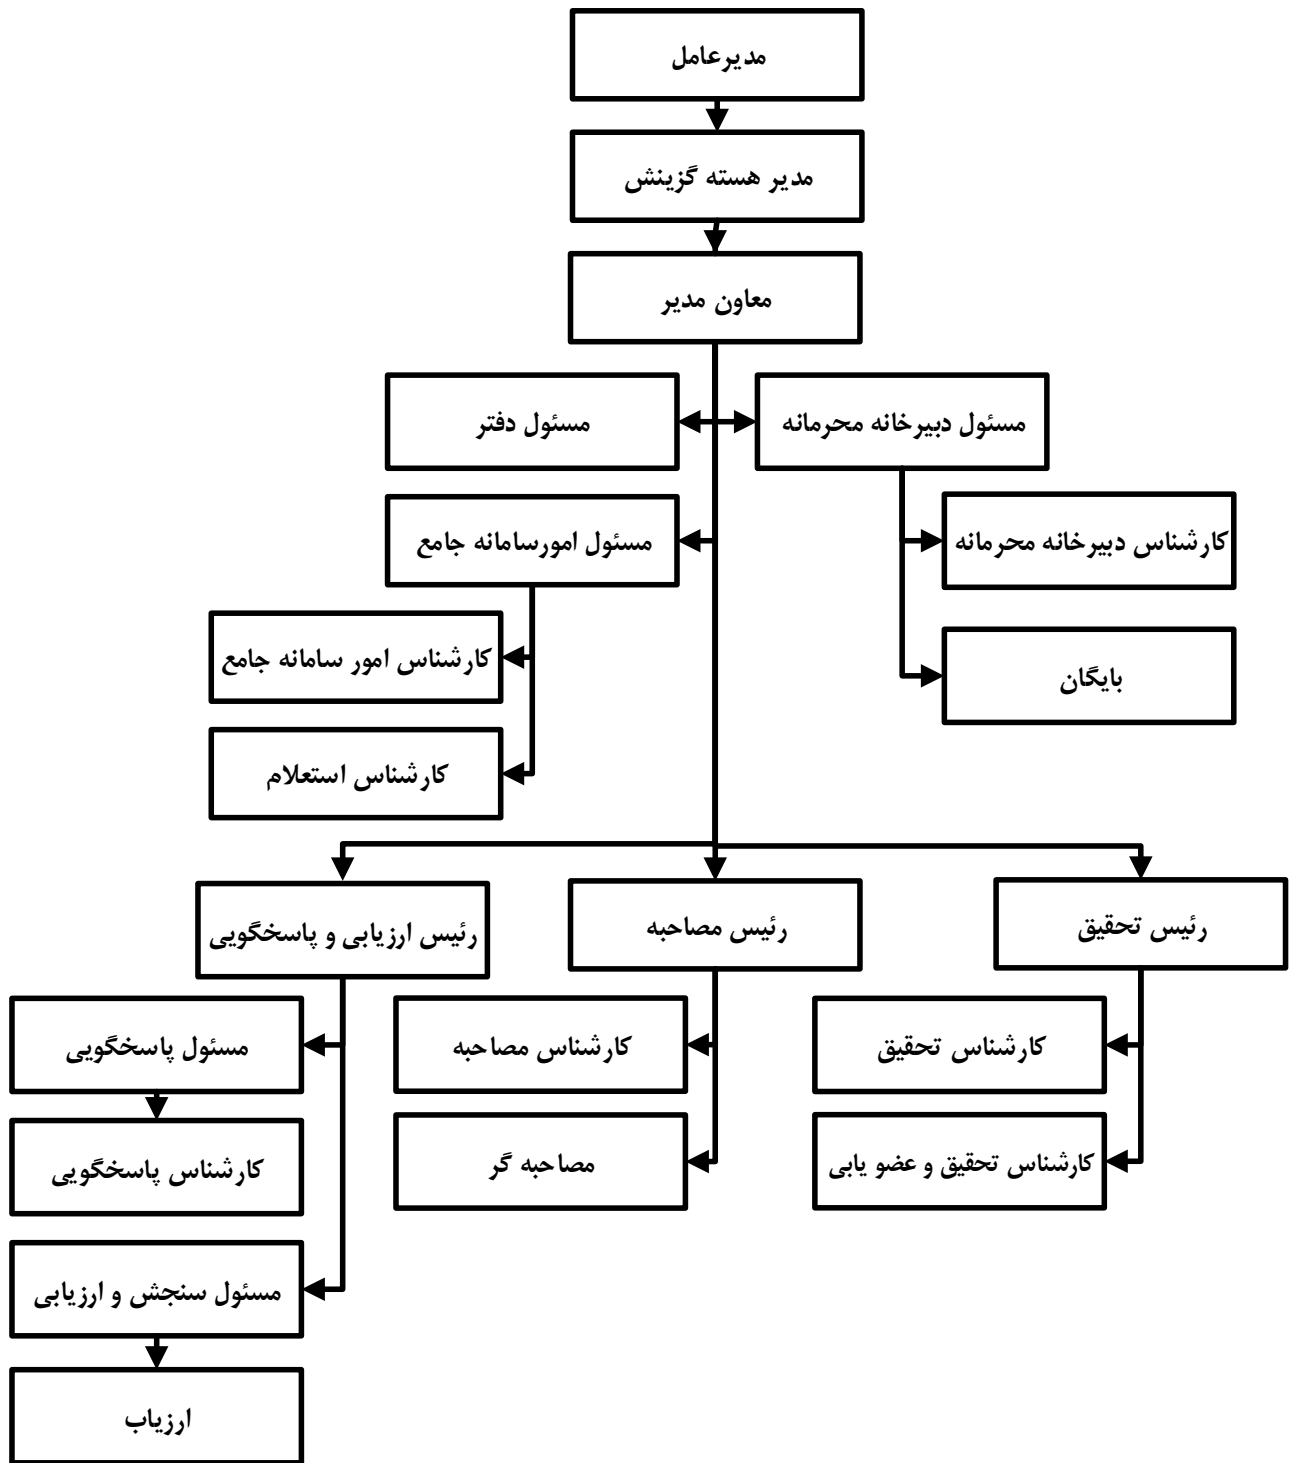 مدیرعامل
مدیر هسته گزینش
معاون مدیر
مسئول دبیرخانه محرمانه
مسئول دفتر
کارشناس دبیرخانه محرمانه
مسئول امورسامانه جامع
کارشناس امور سامانه جامع
بایگان
کارشناس استعلام
رئیس تحقیق
رئیس مصاحبه
رئیس ارزیابی و پاسخگویی
کارشناس تحقیق
کارشناس مصاحبه
مسئول پاسخگویی
کارشناس تحقیق و عضو یابی
مصاحبه گر
کارشناس پاسخگویی
مسئول سنجش و ارزیابی
ارزیاب